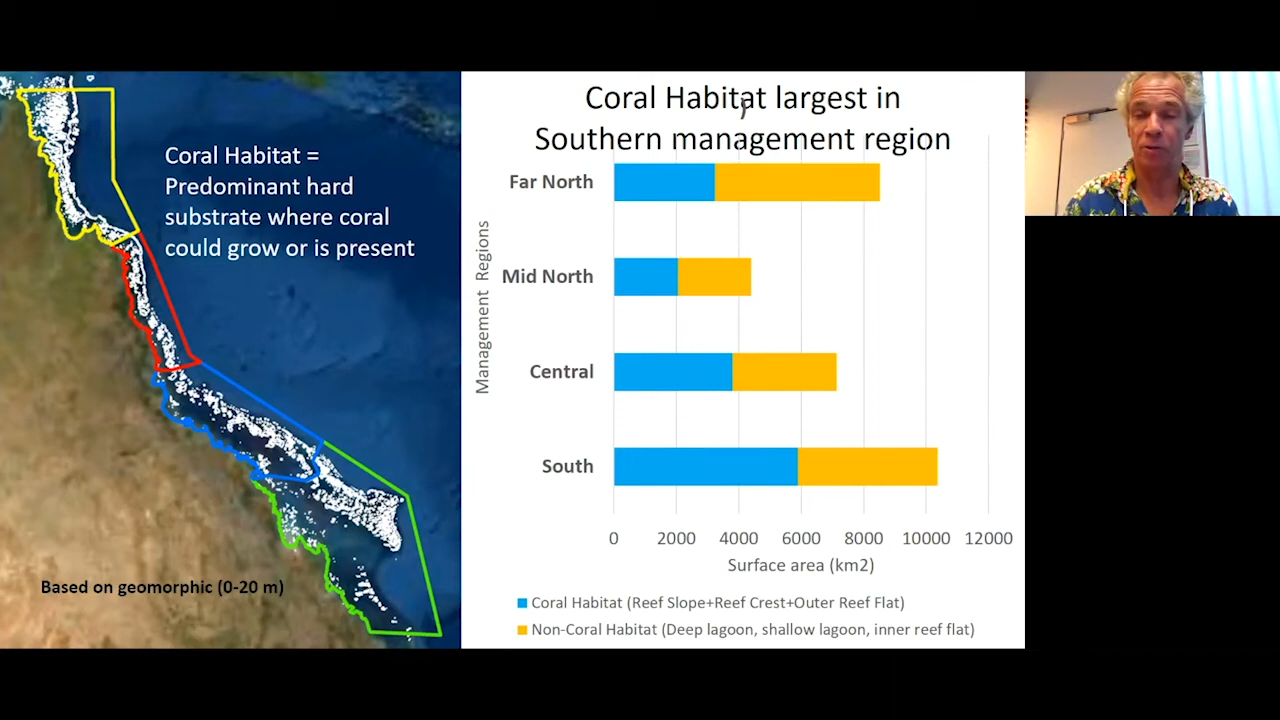 Coral Habitat =
Predominant hard
substrate where coral
could grow or is present
Based on geomorphic (0-20 m)
Coral Habitat largest in
Southern management region
Management Regions
Far North
Mid North
Central
South
0 2000 4000 6000 8000 10000 12000
Surface area (km2)
Coral Habitat (Reef Slope+Reef Crest+Outer Reef Flat)
Non-Coral Habitat (Deep lagoon, shallow lagoon, inner reef flat)